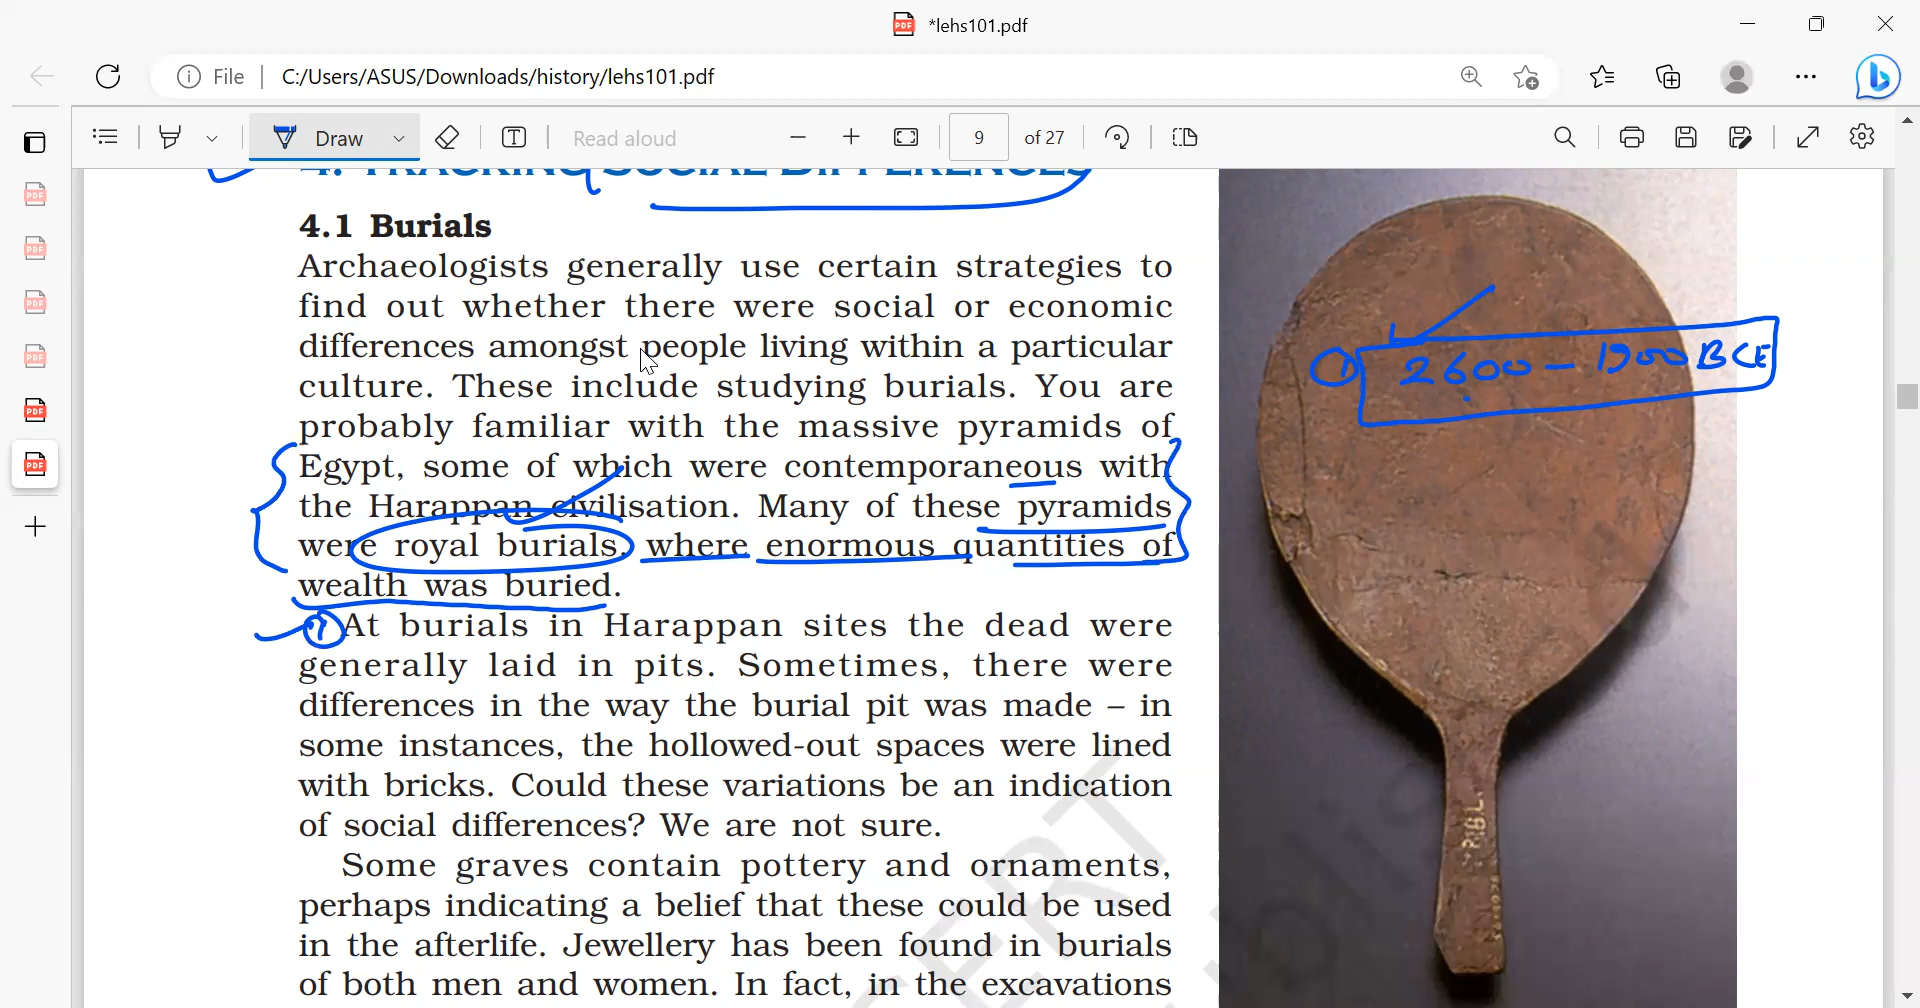 *lehs101.pdf
File C:/Users/ASUS/Downloads/history/lehs101.pdf
Draw Read aloud 9 of 27
4. TRACKING SOCIAL DIFFERENCES
4.1 Burials
Archaeologists generally use certain strategies to
find out whether there were social or economic
differences amongst people living within a particular
culture. These include studying burials. You are
probably familiar with the massive pyramids of
Egypt, some of which were contemporaneous with
the Harappan civilisation. Many of these pyramids
were royal burials, where enormous quantities of
wealth was buried.
At burials in Harappan sites the dead were
generally laid in pits. Sometimes, there were
differences in the way the burial pit was made – in
some instances, the hollowed-out spaces were lined
with bricks. Could these variations be an indication
of social differences? We are not sure.
Some graves contain pottery and ornaments,
perhaps indicating a belief that these could be used
in the afterlife. Jewellery has been found in burials
of both men and women. In fact, in the excavations
① 2600 – 1900 BCE